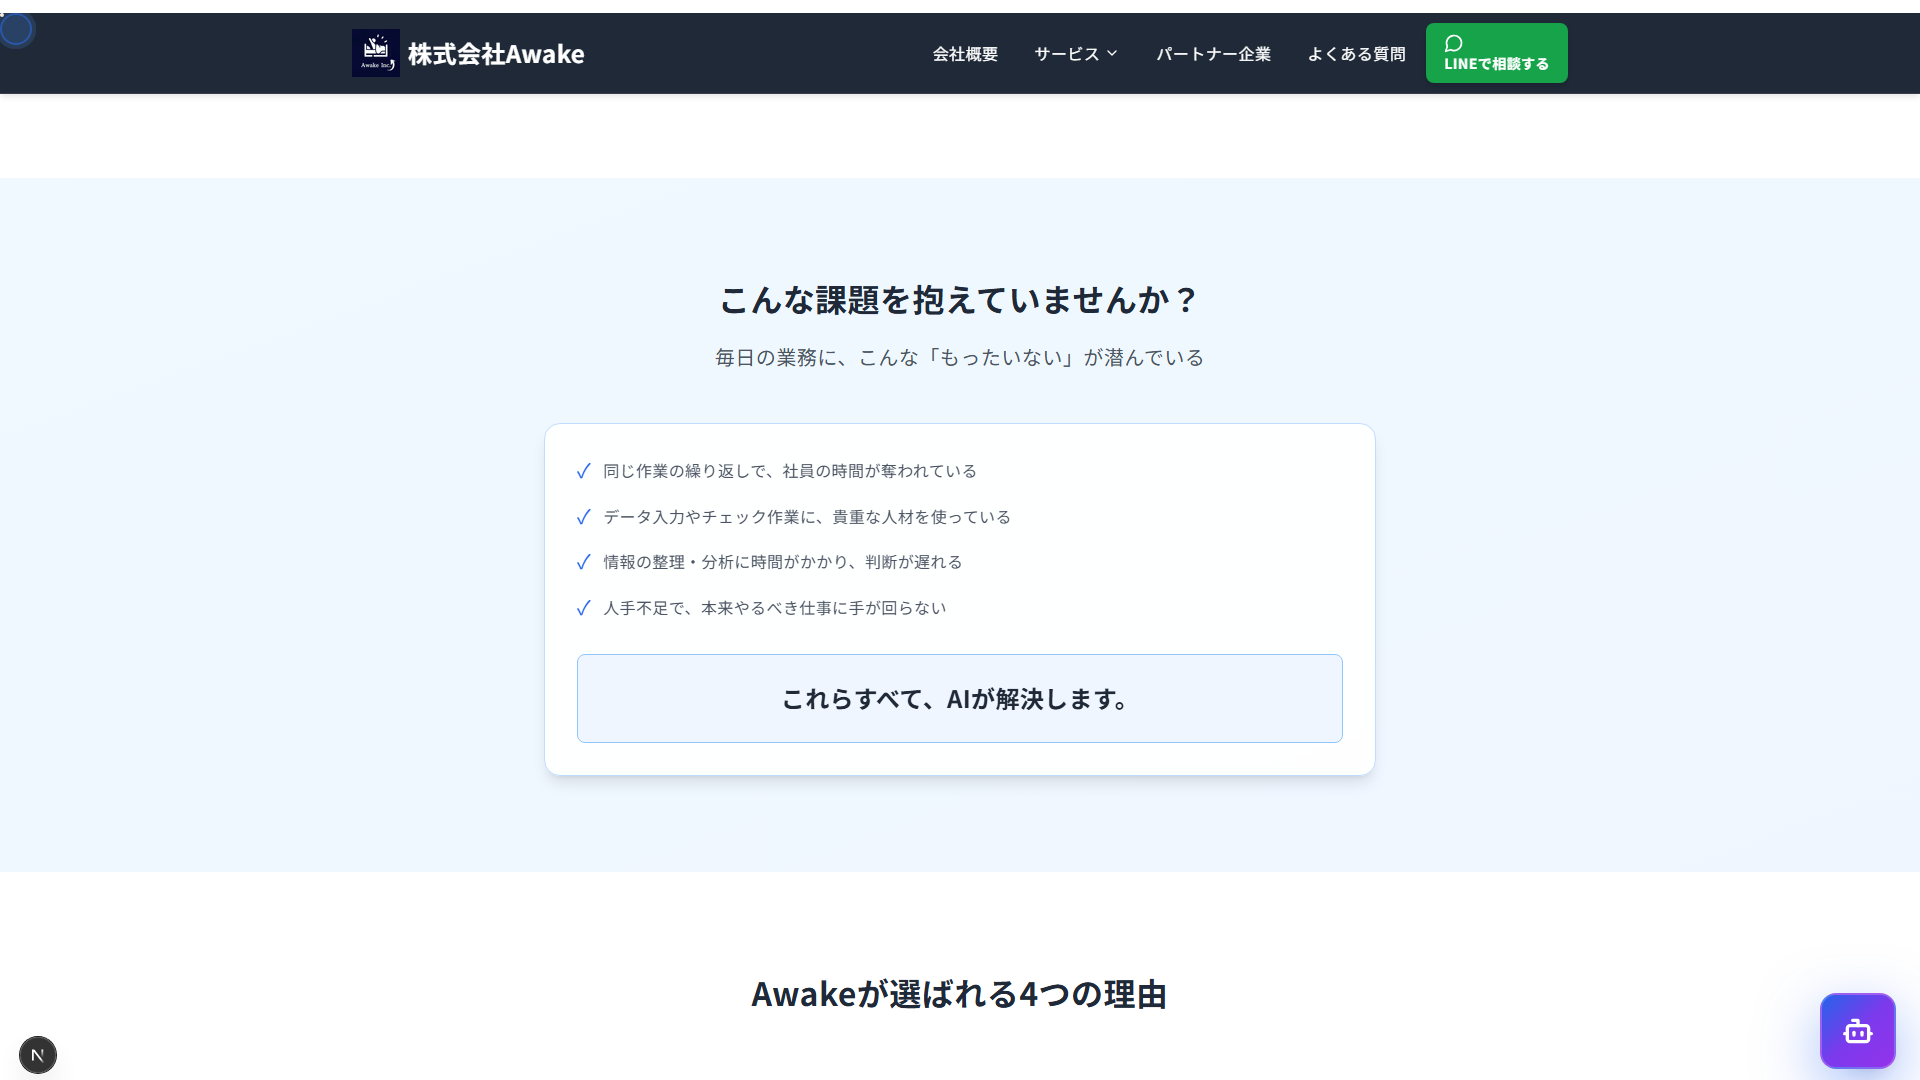 Awake Inc.
株式会社Awake
会社概要
サービス
パートナー企業
よくある質問
LINEで相談する
こんな課題を抱えていませんか？
毎日の業務に、こんな「もったいない」が潜んでいる
✓ 同じ作業の繰り返しで、社員の時間が奪われている
✓ データ入力やチェック作業に、貴重な人材を使っている
✓ 情報の整理・分析に時間がかかり、判断が遅れる
✓ 人手不足で、本来やるべき仕事に手が回らない
これらすべて、AIが解決します。
Awakeが選ばれる4つの理由
N